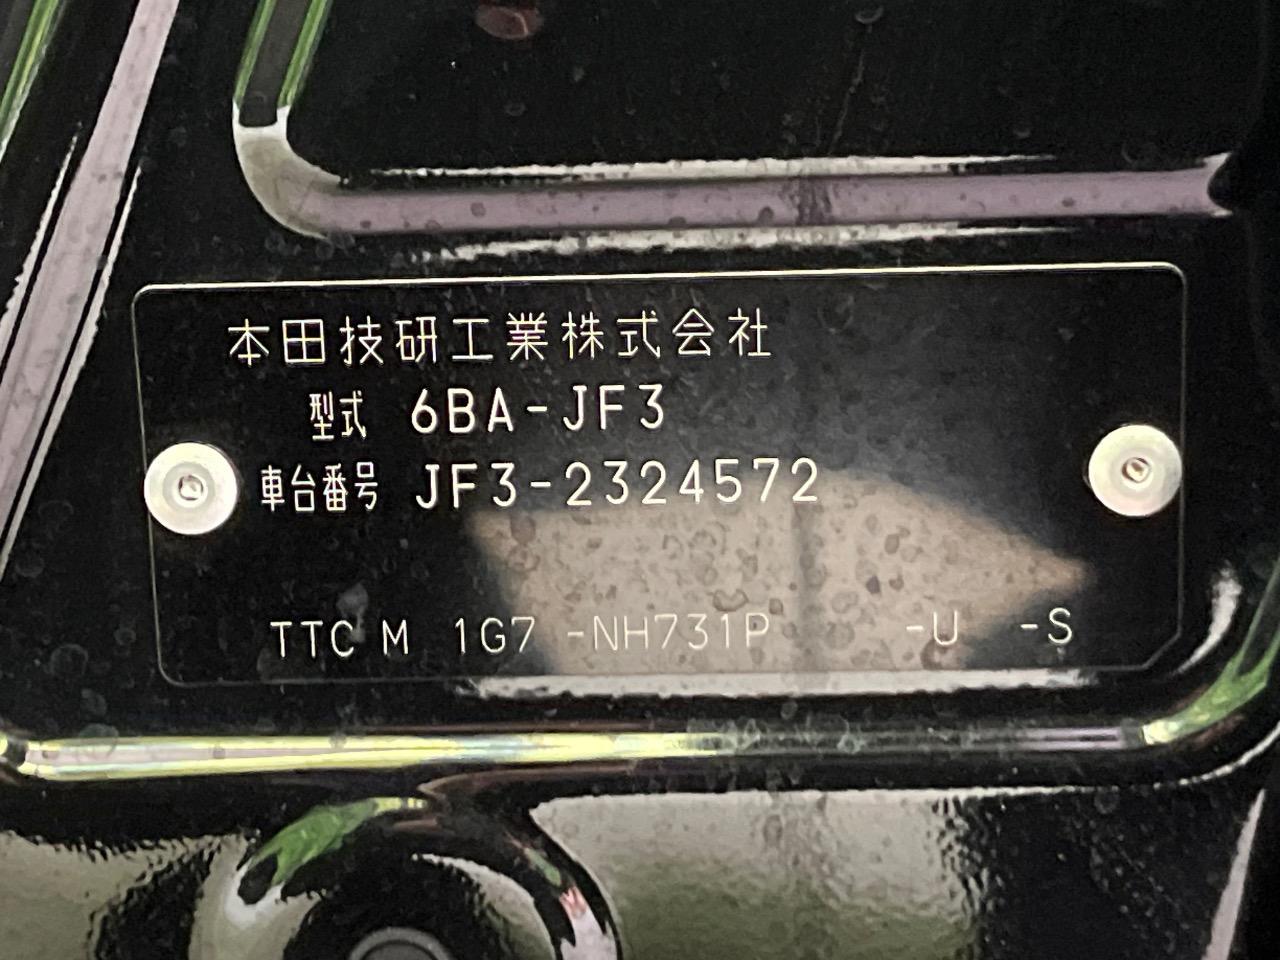 本田技研工業株式会社
型式 6BA-JF3
車台番号 JF3-2324572
TTC M 1G7 -NH731P -U -S